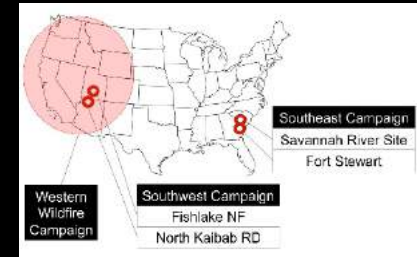 Southeast Campaign
Savannah River Site
Fort Stewart
Western
Wildfire
Campaign
Southwest Campaign
Fishlake NF
North Kaibab RD